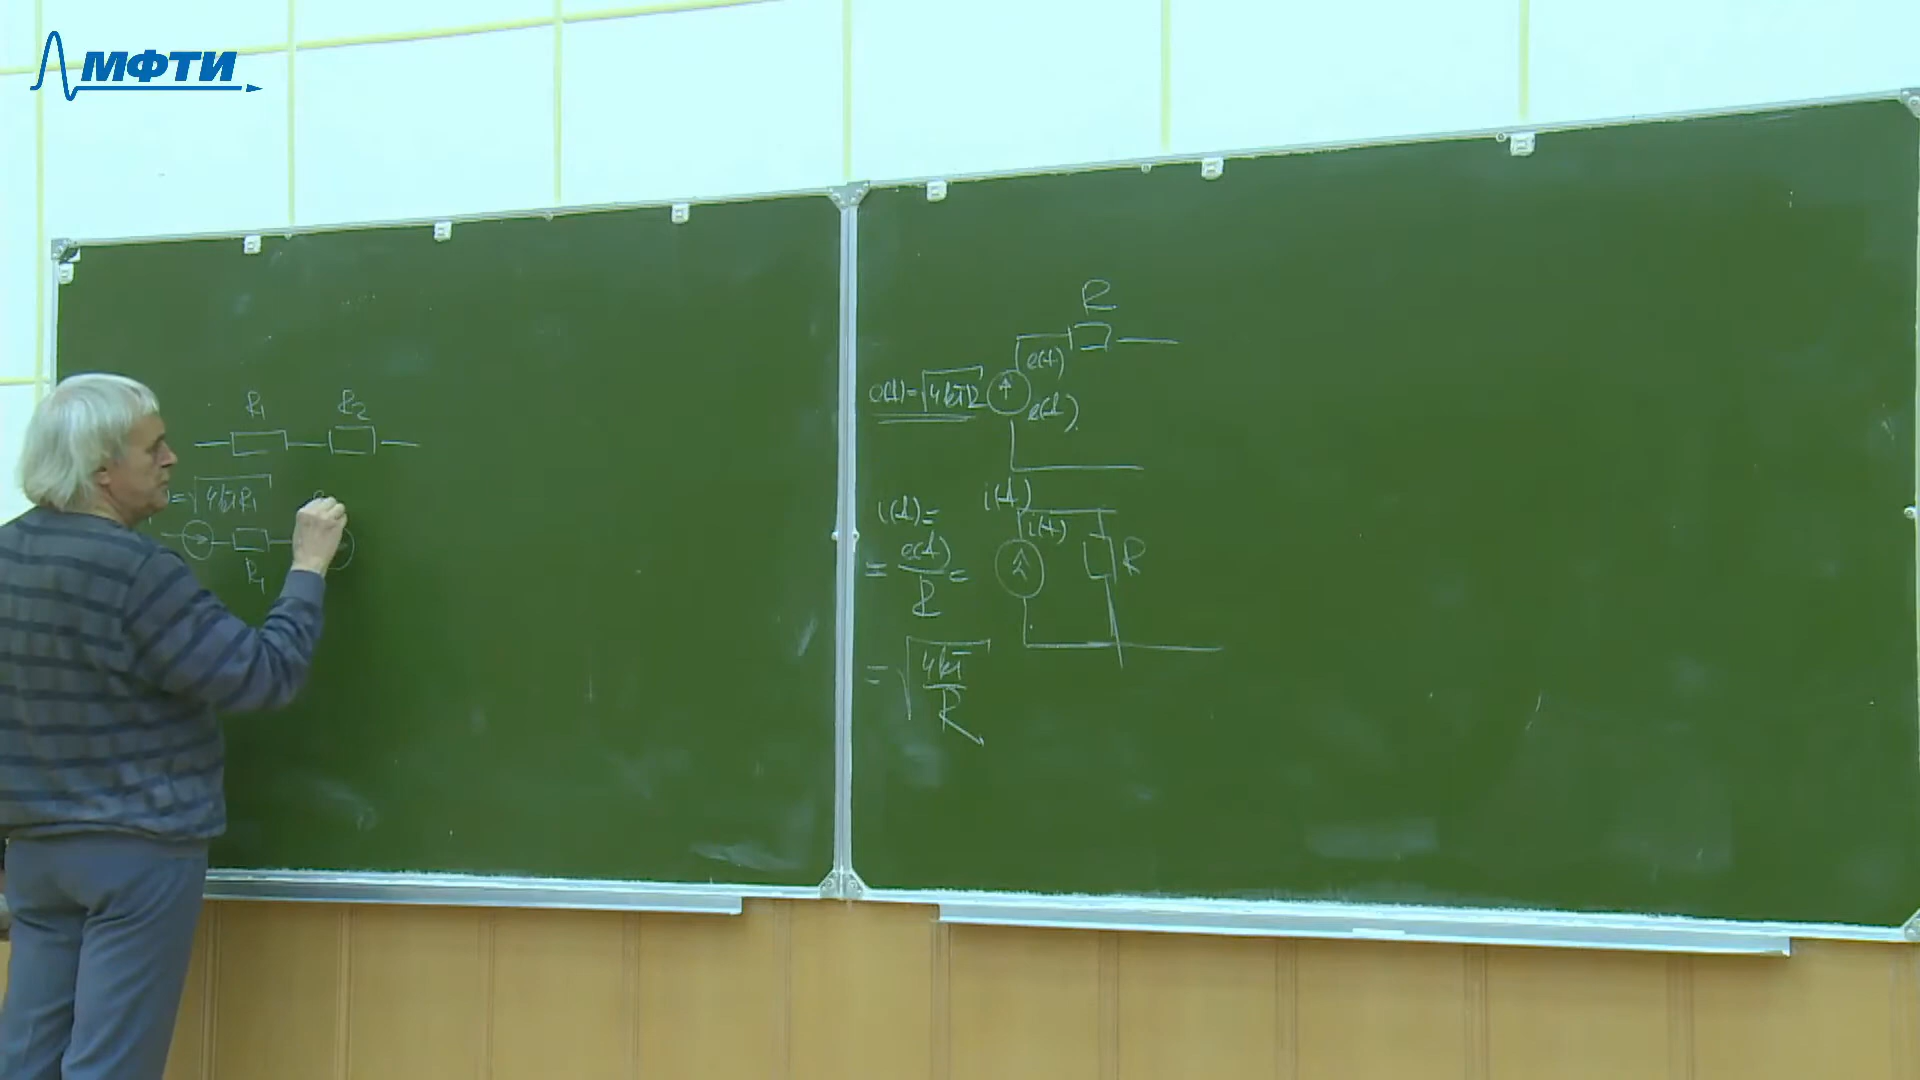 МФТИ
R₁ R₂
=√4kTR₁
R₁
R
e(f)
e(f)=√4kTR
e(f)
i(f)
i(f)=
i(f)
= e(f)/R =
R
= √4kT/R